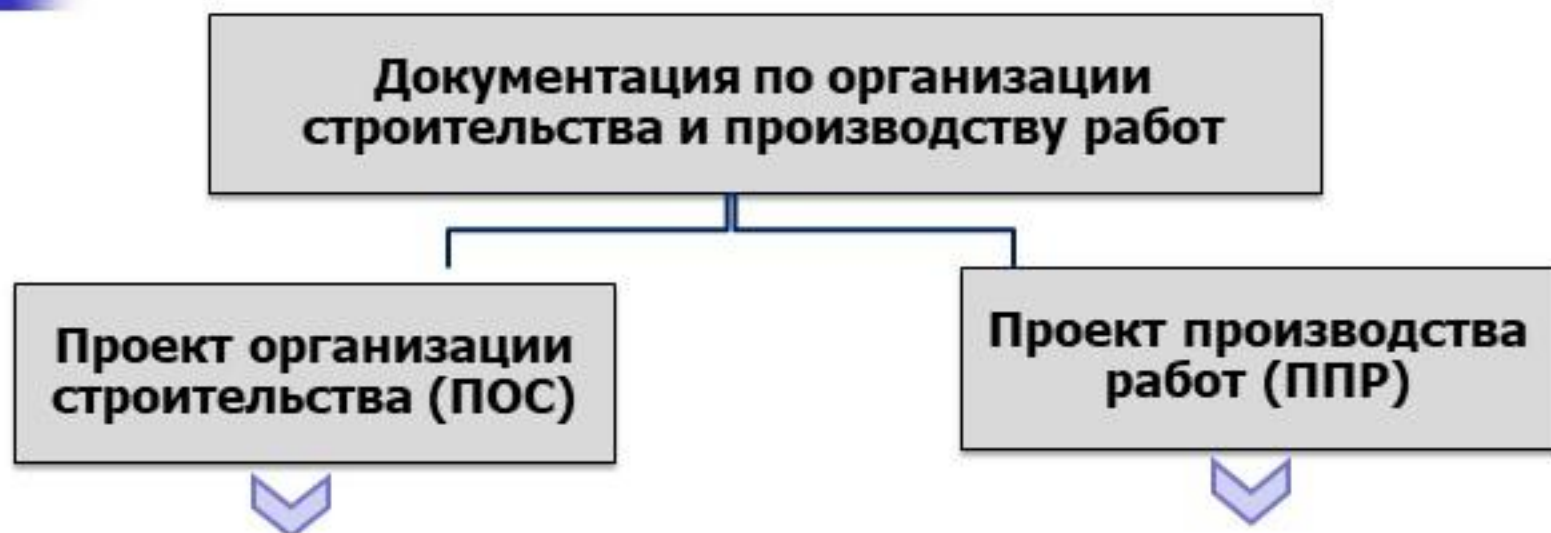 Документация по организации
строительства и производству работ
Проект организации
строительства (ПОС)
Проект производства
работ (ППР)